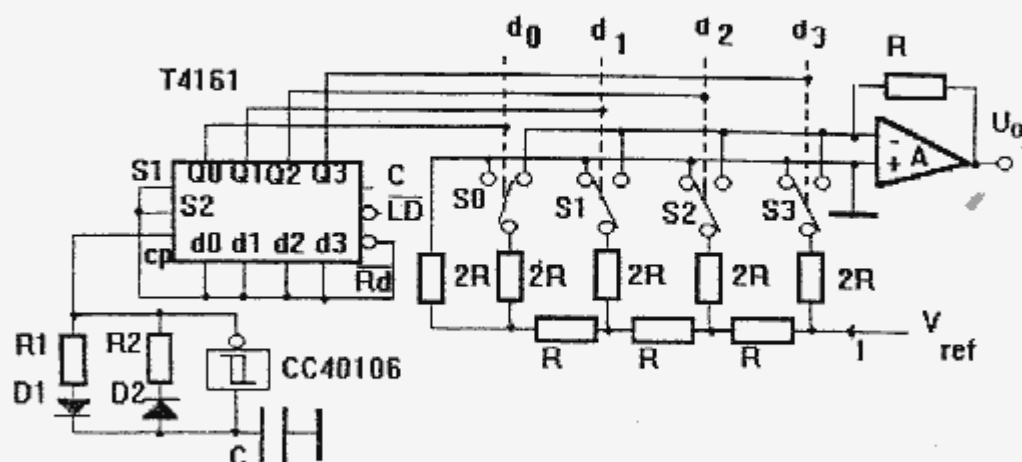 d0 d1 d2 d3
R
T4161
U0
- + A
S1 Q0 Q1 Q2 Q3 C
S2 LD
cp d0 d1 d2 d3 Rd
S0 S1 S2 S3
2R 2R 2R 2R 2R
R R R I Vref
R1 R2 CC40106
D1 D2
C